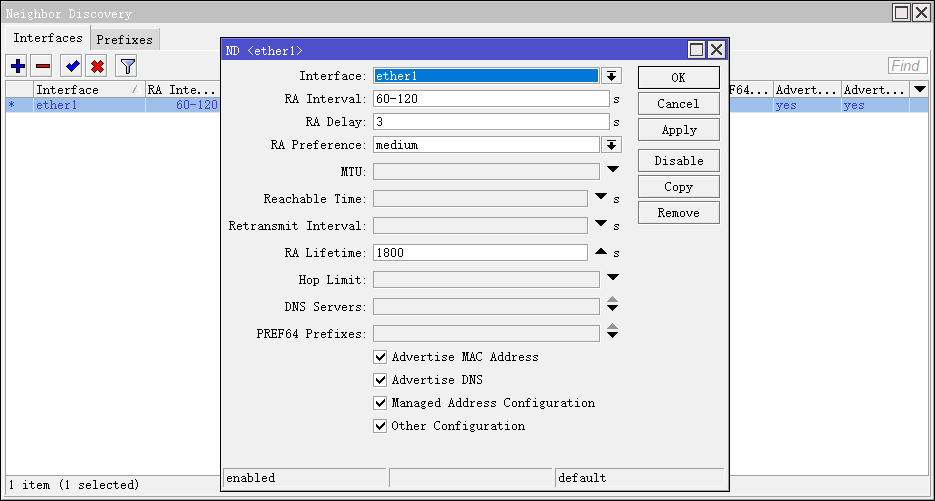 Neighbor Discovery
Interfaces Prefixes
Find
Interface RA Inte... F64... Advert... Advert...
* ether1 60-120 yes yes
ND <ether1>
Interface: ether1
RA Interval: 60-120 s
RA Delay: 3 s
RA Preference: medium
MTU:
Reachable Time: s
Retransmit Interval: s
RA Lifetime: 1800 s
Hop Limit:
DNS Servers:
PREF64 Prefixes:
Advertise MAC Address
Advertise DNS
Managed Address Configuration
Other Configuration
OK
Cancel
Apply
Disable
Copy
Remove
enabled default
1 item (1 selected)